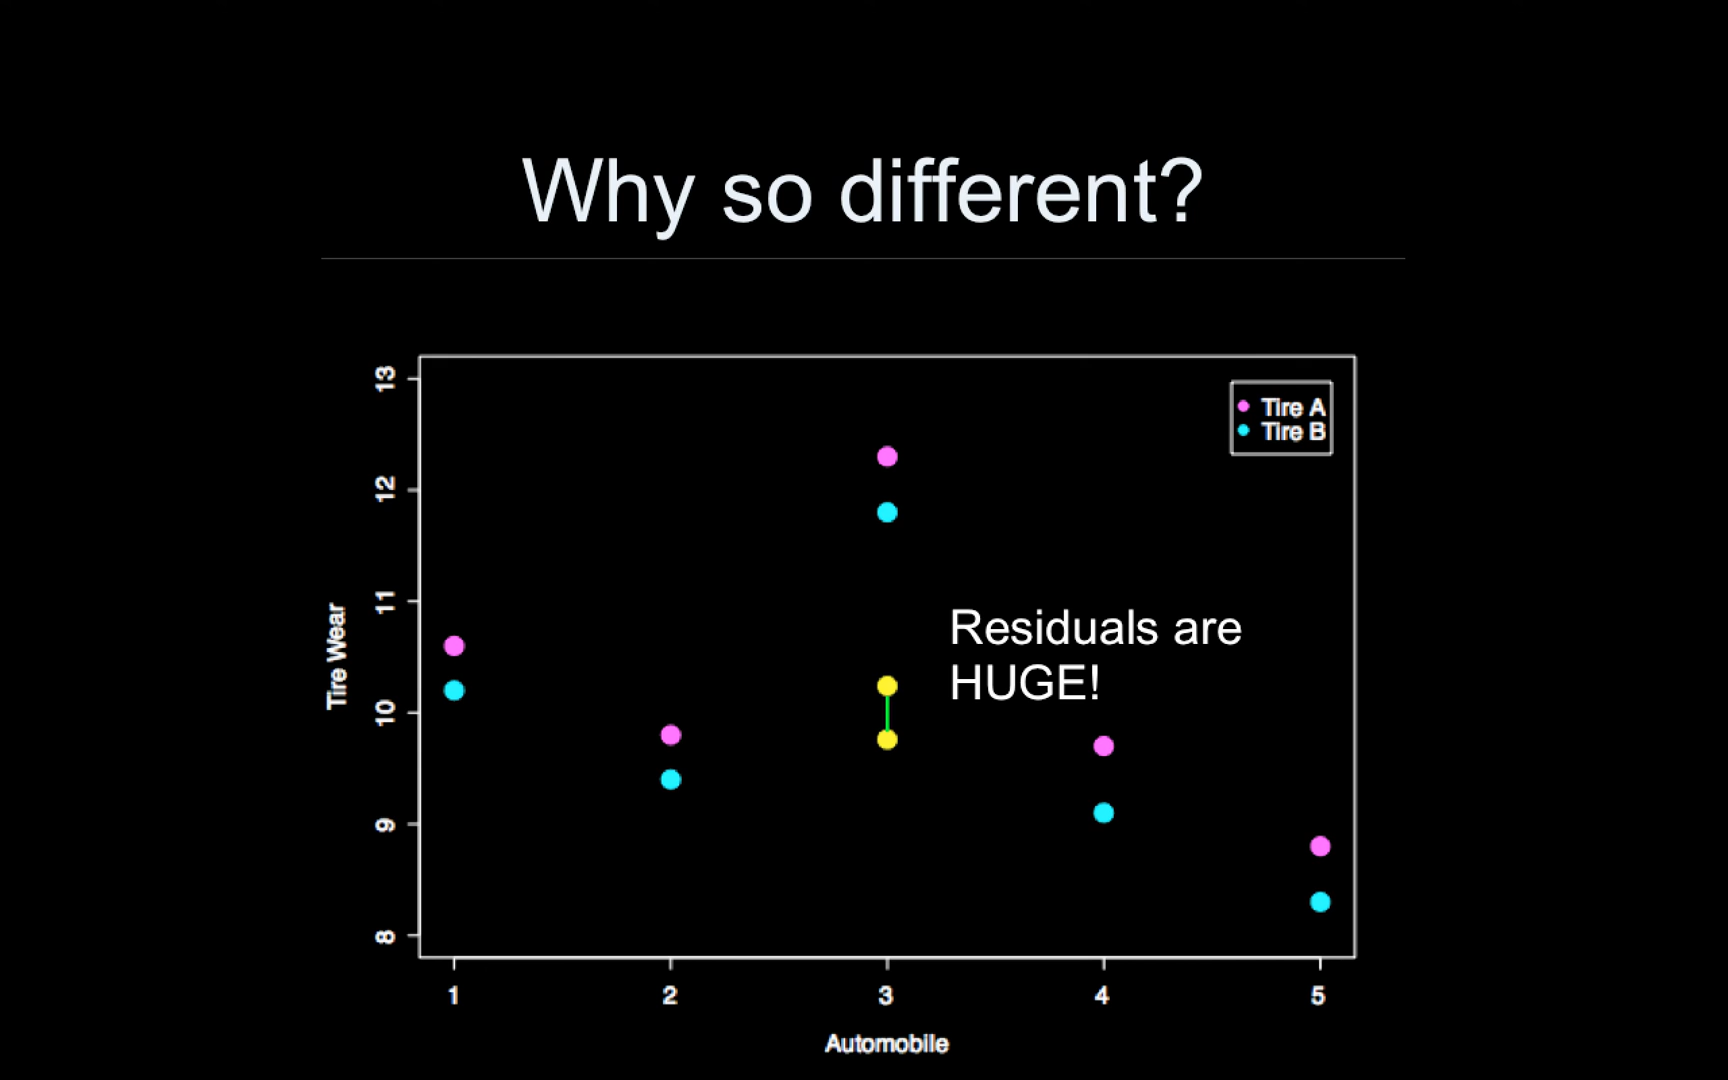 Why so different?
13
12
11
10
9
8
Tire Wear
Tire A
Tire B
Residuals are
HUGE!
1 2 3 4 5
Automobile